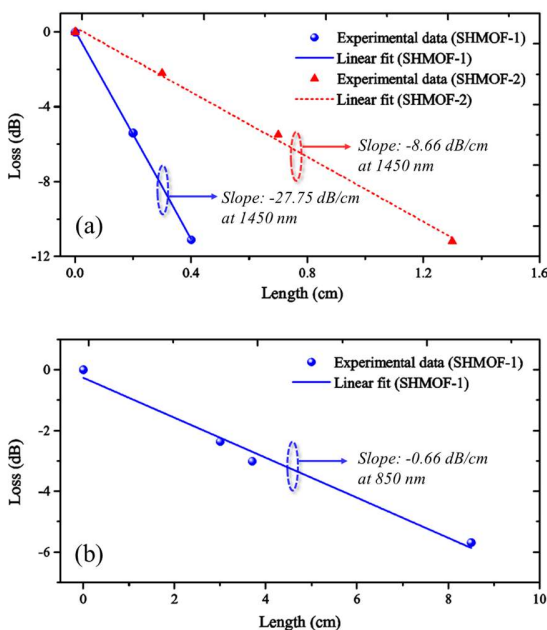 0
Experimental data (SHMOF-1)
Linear fit (SHMOF-1)
Experimental data (SHMOF-2)
Linear fit (SHMOF-2)
-4
Loss (dB)
Slope: -8.66 dB/cm
at 1450 nm
-8
Slope: -27.75 dB/cm
at 1450 nm
(a)
-12
0.0 0.4 0.8 1.2 1.6
Length (cm)
Experimental data (SHMOF-1)
Linear fit (SHMOF-1)
0
-2
Loss (dB)
Slope: -0.66 dB/cm
at 850 nm
-4
(b)
-6
0 2 4 6 8 10
Length (cm)